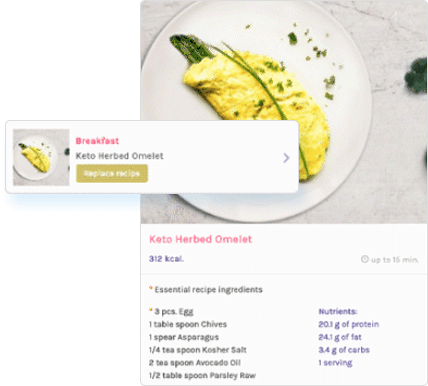 Breakfast
Keto Herbed Omelet
Replace recipe
Keto Herbed Omelet
312 kcal.
up to 15 min.
* Essential recipe ingredients
* 3 pcs. Egg
1 table spoon Chives
1 spear Asparagus
1/4 tea spoon Kosher Salt
2 tea spoon Avocado Oil
1/2 table spoon Parsley Raw
Nutrients:
20.1 g of protein
24.1 g of fat
3.4 g of carbs
1 serving